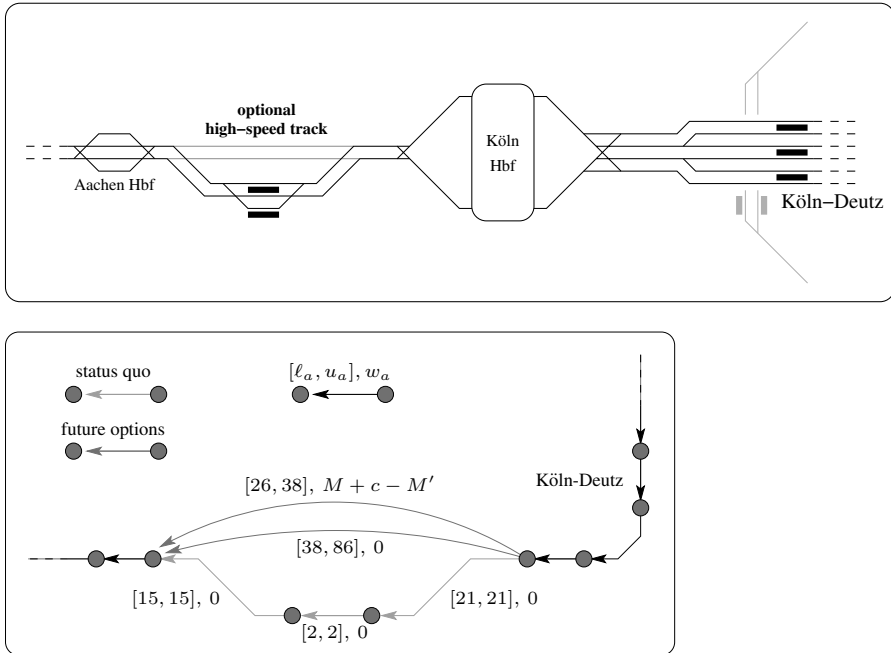 optional
high–speed track
Köln
Hbf
Aachen Hbf
Köln–Deutz
status quo
[ℓ_a, u_a], w_a
future options
[26, 38], M + c − M′
Köln-Deutz
[38, 86], 0
[15, 15], 0
[21, 21], 0
[2, 2], 0